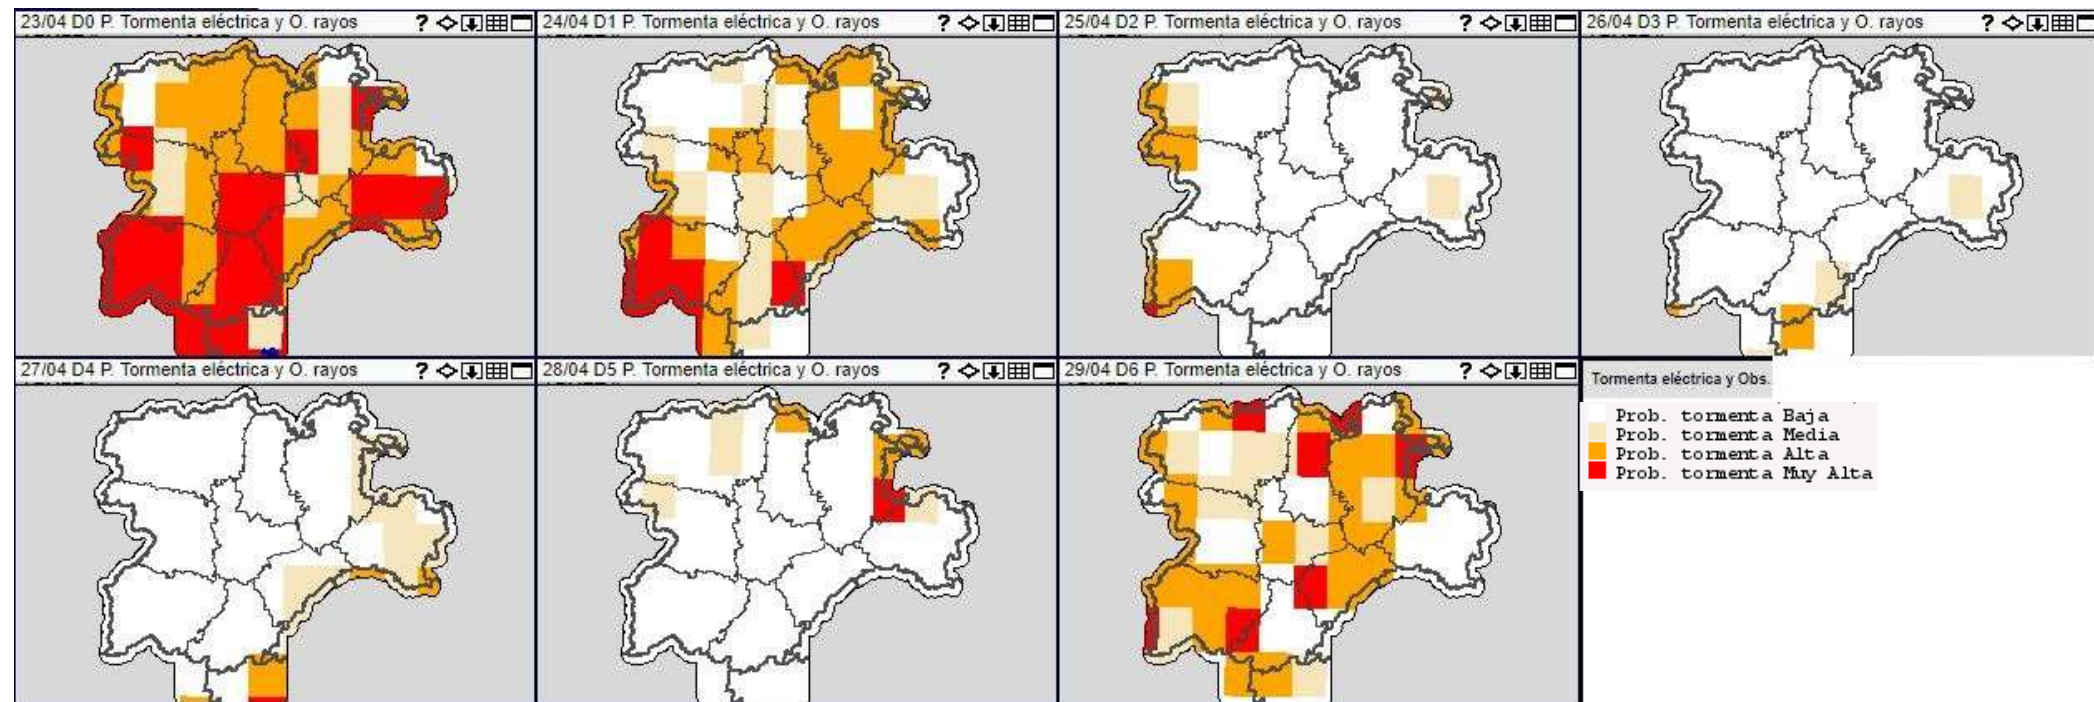 23/04 D0 P. Tormenta eléctrica y O. rayos ?
24/04 D1 P. Tormenta eléctrica y O. rayos ?
25/04 D2 P. Tormenta eléctrica y O. rayos ?
26/04 D3 P. Tormenta eléctrica y O. rayos ?
27/04 D4 P. Tormenta eléctrica y O. rayos ?
28/04 D5 P. Tormenta eléctrica y O. rayos ?
29/04 D6 P. Tormenta eléctrica y O. rayos ?
Tormenta eléctrica y Obs.
Prob. tormenta Baja
Prob. tormenta Media
Prob. tormenta Alta
Prob. tormenta Muy Alta